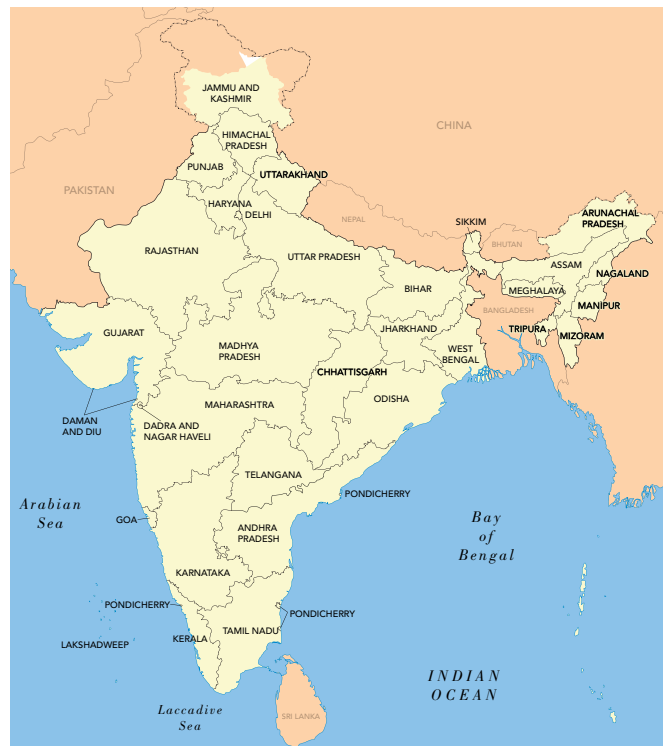 JAMMU AND
KASHMIR
HIMACHAL
PRADESH
CHINA
PUNJAB
UTTARAKHAND
PAKISTAN
HARYANA
DELHI
NEPAL
SIKKIM
ARUNACHAL
PRADESH
BHUTAN
RAJASTHAN
UTTAR PRADESH
ASSAM
NAGALAND
BIHAR
MEGHALAYA
MANIPUR
BANGLADESH
GUJARAT
JHARKHAND
TRIPURA
MIZORAM
MADHYA
PRADESH
WEST
BENGAL
CHHATTISGARH
MAHARASHTRA
ODISHA
DAMAN
AND DIU
DADRA AND
NAGAR HAVELI
TELANGANA
PONDICHERRY
Arabian
Sea
GOA
Bay
of
Bengal
ANDHRA
PRADESH
KARNATAKA
PONDICHERRY
PONDICHERRY
KERALA
TAMIL NADU
LAKSHADWEEP
INDIAN
OCEAN
Laccadive
Sea
SRI LANKA